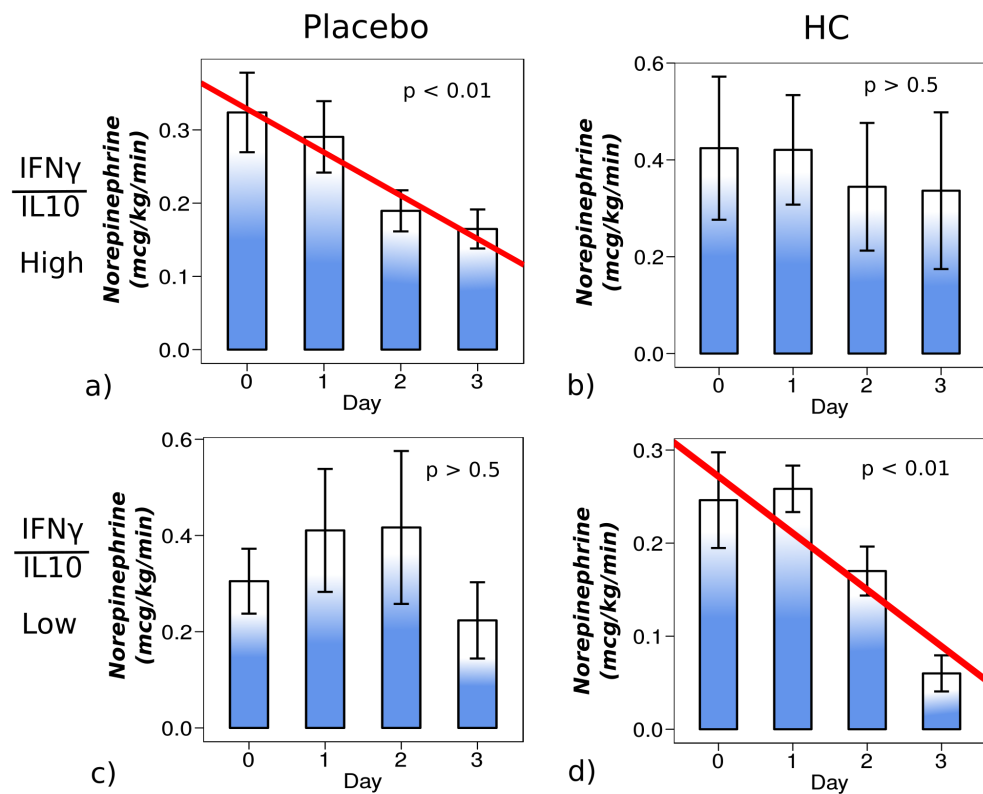 Placebo
HC
IFNγ
IL10
High
Norepinephrine
(mcg/kg/min)
p < 0.01
0.3
0.2
0.1
0.0
0
1
2
3
Day
a)
Norepinephrine
(mcg/kg/min)
p > 0.5
0.6
0.4
0.2
0.0
0
1
2
3
Day
b)
IFNγ
IL10
Low
Norepinephrine
(mcg/kg/min)
p > 0.5
0.6
0.4
0.2
0.0
0
1
2
3
Day
c)
Norepinephrine
(mcg/kg/min)
p < 0.01
0.3
0.2
0.1
0.0
0
1
2
3
Day
d)